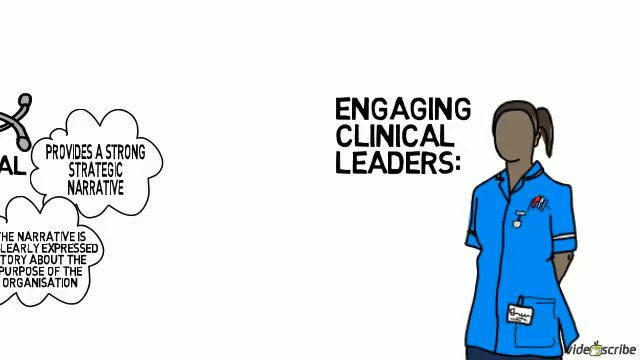 ENGAGING
CLINICAL
LEADERS:
AL
PROVIDES A STRONG
STRATEGIC
NARRATIVE
HE NARRATIVE IS
LEARLY EXPRESSED
TORY ABOUT THE
PURPOSE OF THE
ORGANISATION
videoscribe